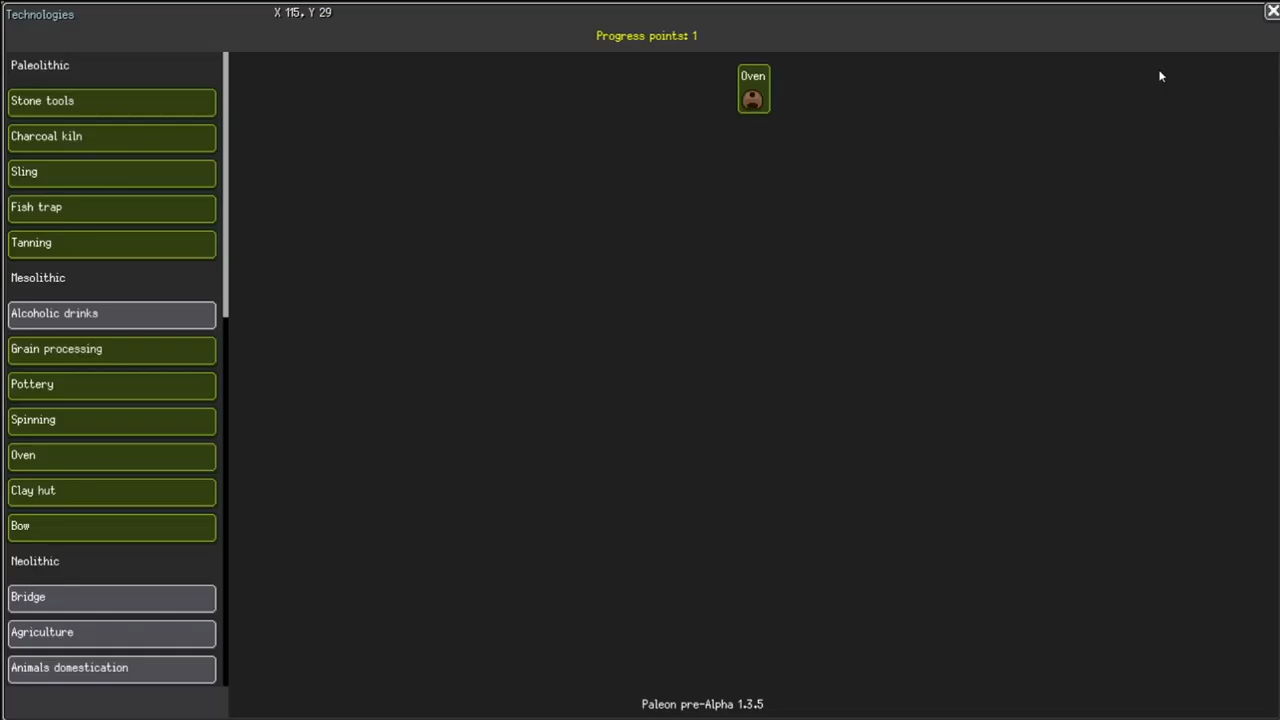 Technologies
X 115, Y 29
Progress points: 1
Paleolithic
Stone tools
Charcoal kiln
Sling
Fish trap
Tanning
Mesolithic
Alcoholic drinks
Grain processing
Pottery
Spinning
Oven
Clay hut
Bow
Neolithic
Bridge
Agriculture
Animals domestication
Oven
Paleon pre-Alpha 1.3.5